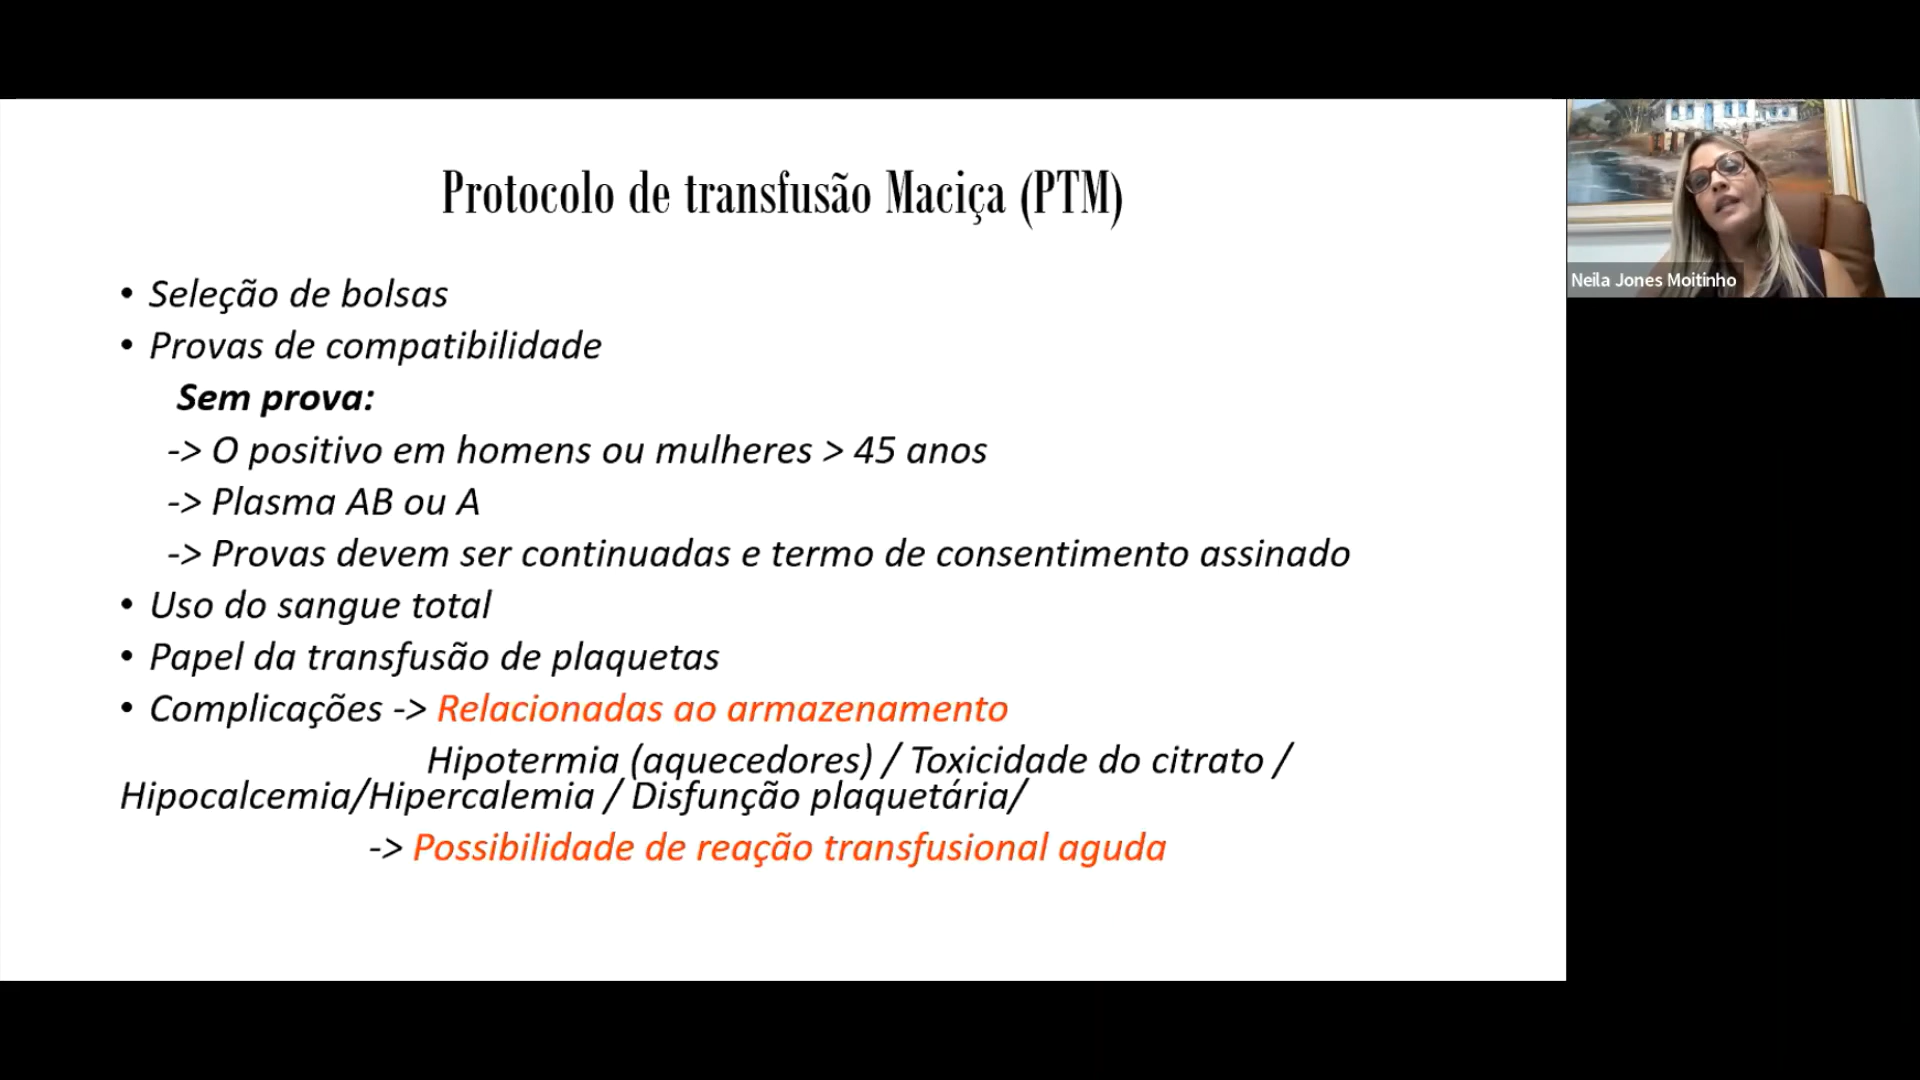 Protocolo de transfusão Maciça (PTM)
• Seleção de bolsas
• Provas de compatibilidade
Sem prova:
-> O positivo em homens ou mulheres > 45 anos
-> Plasma AB ou A
-> Provas devem ser continuadas e termo de consentimento assinado
• Uso do sangue total
• Papel da transfusão de plaquetas
• Complicações -> Relacionadas ao armazenamento
Hipotermia (aquecedores) / Toxicidade do citrato /
Hipocalcemia/Hipercalemia / Disfunção plaquetária/
-> Possibilidade de reação transfusional aguda
Neila Jones Moitinho